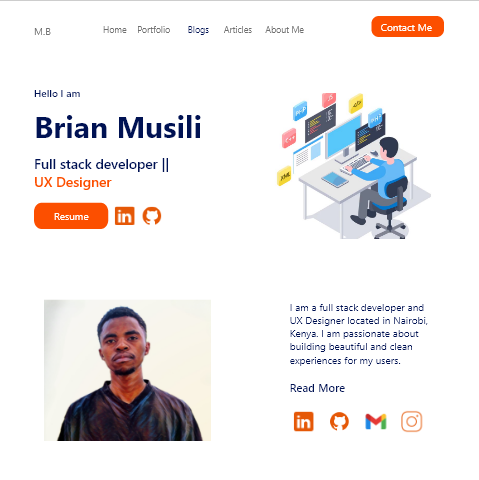 M.B
Home Portfolio Blogs Articles About Me
Contact Me
Hello I am
Brian Musili
Full stack developer ||
UX Designer
Resume
I am a full stack developer and
UX Designer located in Nairobi,
Kenya. I am passionate about
building beautiful and clean
experiences for my users.
Read More